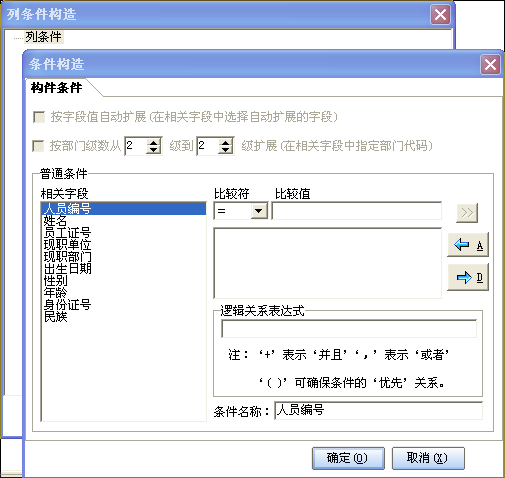 列条件构造
列条件
条件构造
构件条件
按字段值自动扩展(在相关字段中选择自动扩展的字段)
按部门级数从 2 级到 2 级扩展(在相关字段中指定部门代码)
普通条件
相关字段 比较符 比较值
人员编号
姓名
员工证号
现职单位
现职部门
出生日期
性别
年龄
身份证号
民族
=
>>
A
D
逻辑关系表达式
注：‘+’表示‘并且’‘,’表示‘或者’
‘()’可确保条件的‘优先’关系。
条件名称：人员编号
确定(O) 取消(X)